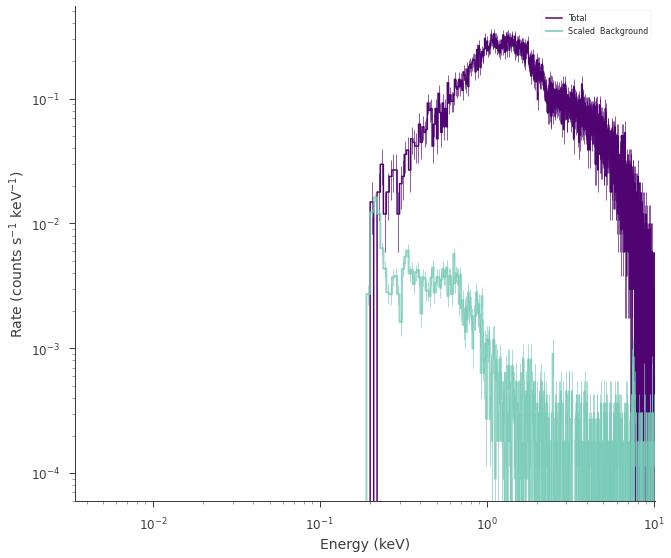 Total
Scaled Background
10⁻¹
10⁻²
10⁻³
10⁻⁴
Rate (counts s⁻¹ keV⁻¹)
10⁻² 10⁻¹ 10⁰ 10¹
Energy (keV)